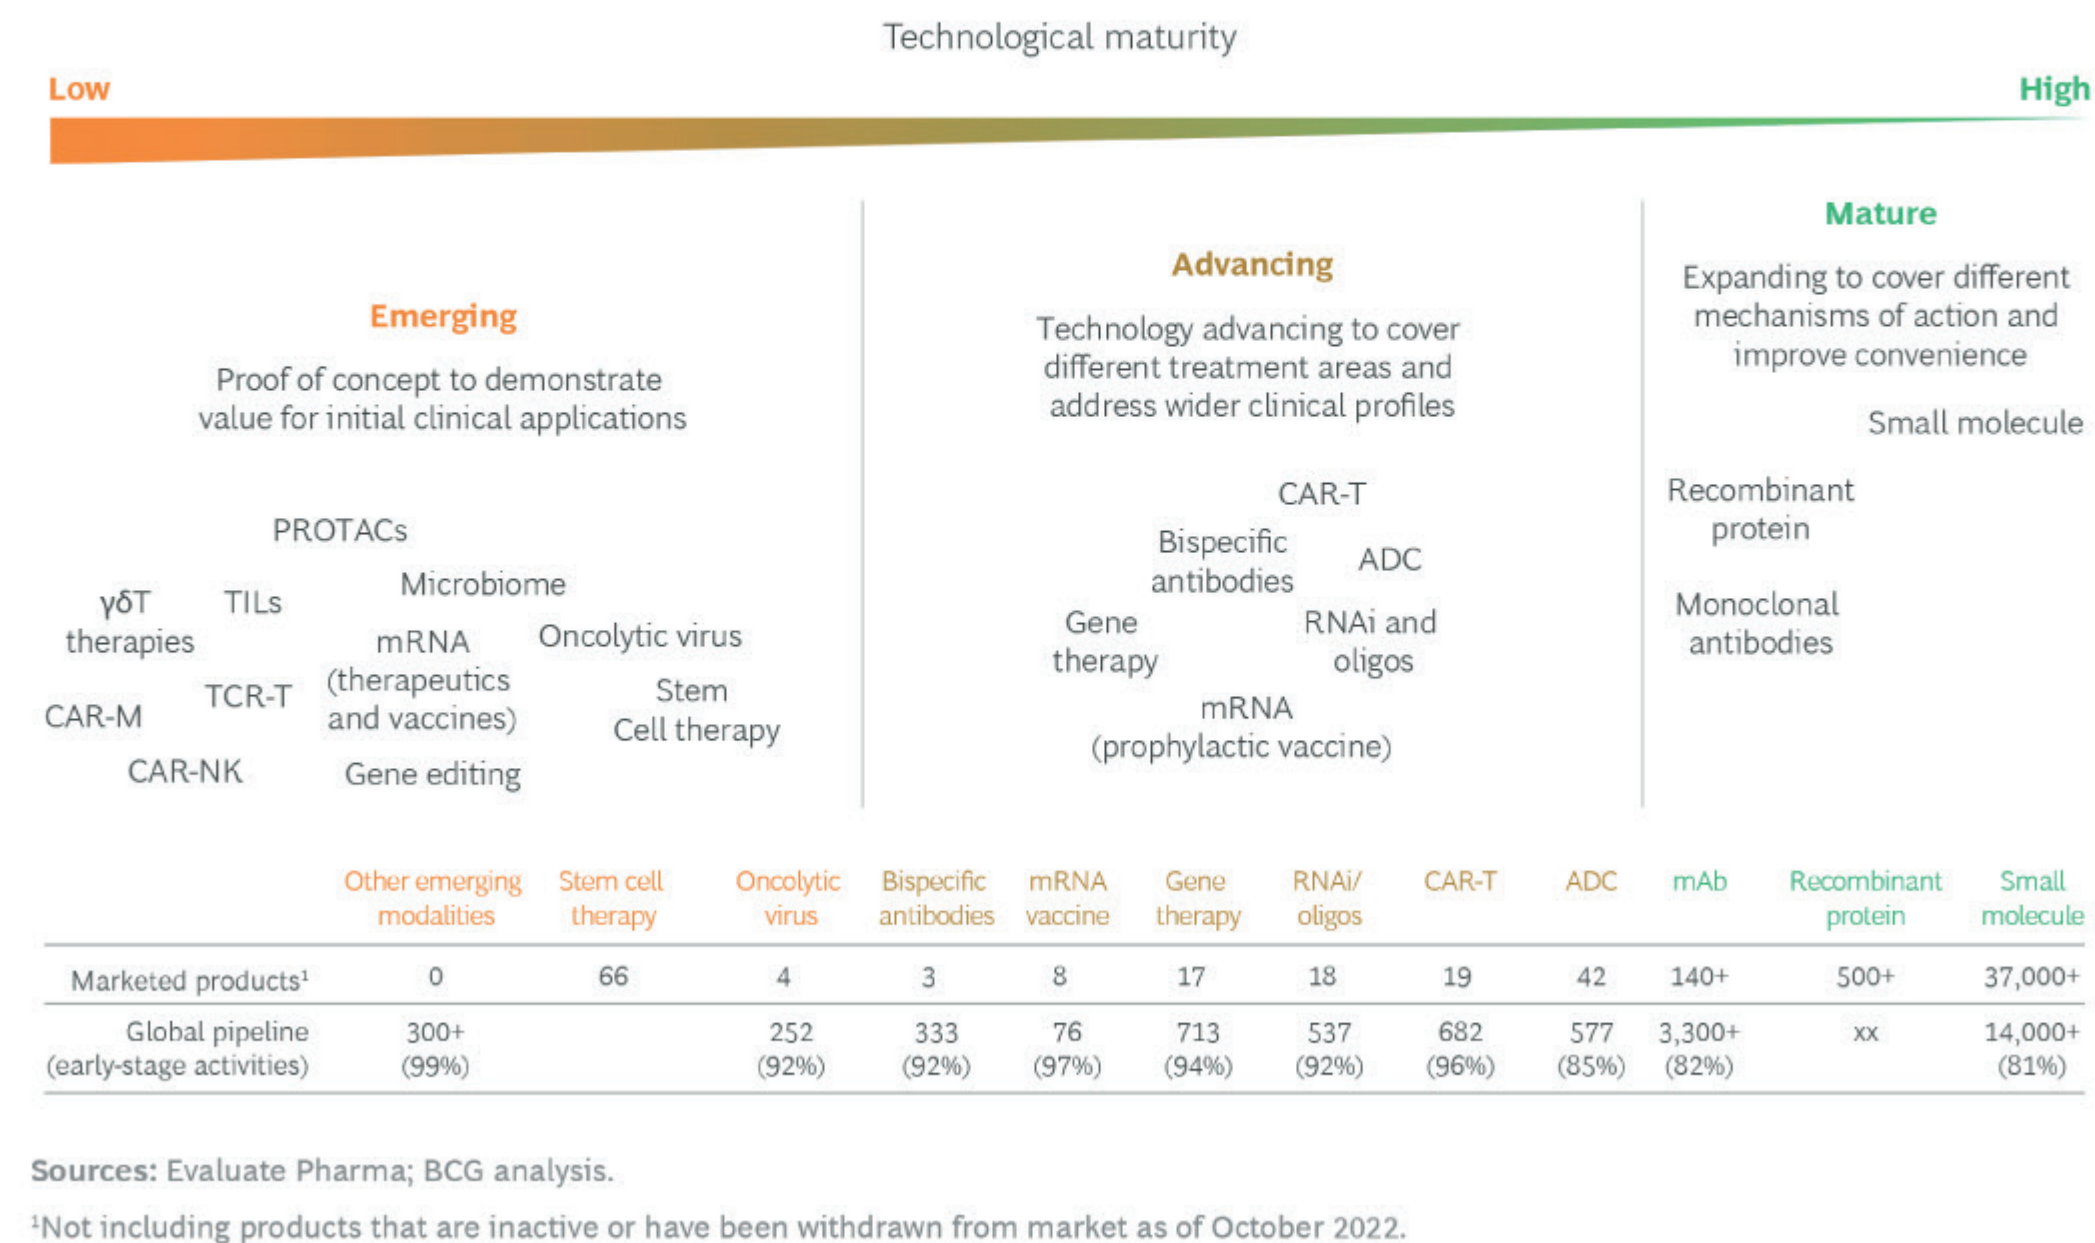 Technological maturity
Low
High
Emerging
Proof of concept to demonstrate
value for initial clinical applications
PROTACs
Microbiome
γδT
therapies
TILs
mRNA
(therapeutics
and vaccines)
Oncolytic virus
TCR-T
Stem
Cell therapy
CAR-M
CAR-NK
Gene editing
Advancing
Technology advancing to cover
different treatment areas and
address wider clinical profiles
CAR-T
Bispecific
antibodies
ADC
Gene
therapy
RNAi and
oligos
mRNA
(prophylactic vaccine)
Mature
Expanding to cover different
mechanisms of action and
improve convenience
Small molecule
Recombinant
protein
Monoclonal
antibodies
Other emerging Stem cell Oncolytic Bispecific mRNA Gene RNAi/ CAR-T ADC mAb Recombinant Small
modalities therapy virus antibodies vaccine therapy oligos protein molecule
Marketed products¹ 0 66 4 3 8 17 18 19 42 140+ 500+ 37,000+
Global pipeline 300+ 252 333 76 713 537 682 577 3,300+ xx 14,000+
(early-stage activities) (99%) (92%) (92%) (97%) (94%) (92%) (96%) (85%) (82%) (81%)
Sources: Evaluate Pharma; BCG analysis.
¹Not including products that are inactive or have been withdrawn from market as of October 2022.